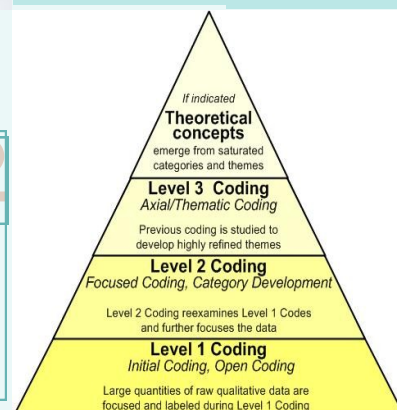 If indicated
Theoretical
concepts
emerge from saturated
categories and themes
Level 3 Coding
Axial/Thematic Coding
Previous coding is studied to
develop highly refined themes
Level 2 Coding
Focused Coding, Category Development
Level 2 Coding reexamines Level 1 Codes
and further focuses the data
Level 1 Coding
Initial Coding, Open Coding
Large quantities of raw qualitative data are
focused and labeled during Level 1 Coding